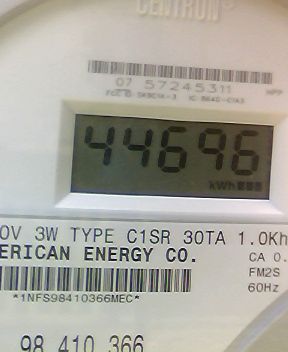 CENTRON®
07 57245311
44696
kWh
0V 3W TYPE C1SR 30TA 1.0Kh
ERICAN ENERGY CO.
CA 0.
FM2S
*1NFS98410366MEC*
60Hz
98 410 366